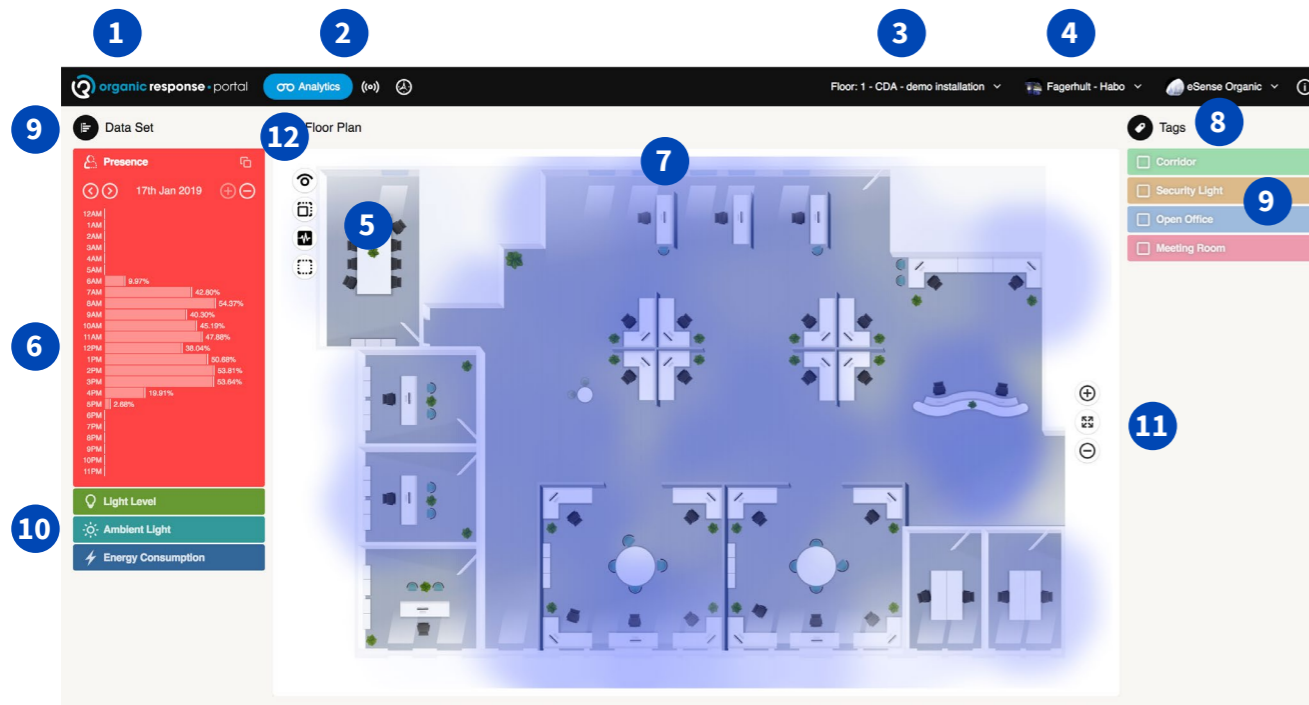 1
2
3
4
organic response • portal
Analytics
Floor: 1 - CDA - demo installation
Fagerhult - Habo
eSense Organic
9
Data Set
12
Floor Plan
Tags
8
Presence
7
Corridor
17th Jan 2019
Security Light
9
5
Open Office
Meeting Room
12AM
1AM
2AM
3AM
4AM
5AM
6AM 9.97%
7AM 42.80%
8AM 54.37%
9AM 40.30%
10AM 45.19%
11AM 47.88%
6
12PM 38.04%
1PM 50.68%
2PM 53.81%
3PM 53.64%
4PM 19.91%
5PM 2.68%
6PM
7PM
8PM
9PM
10PM
11PM
11
Light Level
10
Ambient Light
Energy Consumption